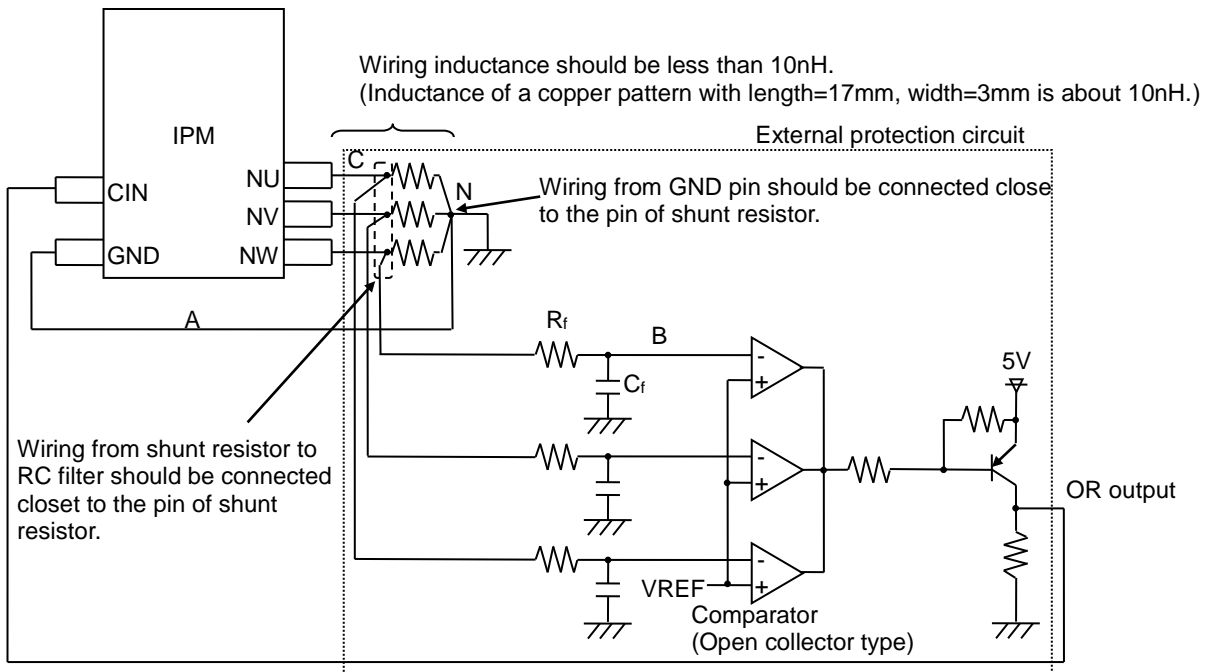 Wiring inductance should be less than 10nH.
(Inductance of a copper pattern with length=17mm, width=3mm is about 10nH.)
External protection circuit
IPM
C
NU
N
CIN
NV
GND
NW
Wiring from GND pin should be connected close
to the pin of shunt resistor.
A
Rf
B
Cf
-
+
5V
Wiring from shunt resistor to
RC filter should be connected
closet to the pin of shunt
resistor.
-
+
OR output
-
+
VREF
Comparator
(Open collector type)